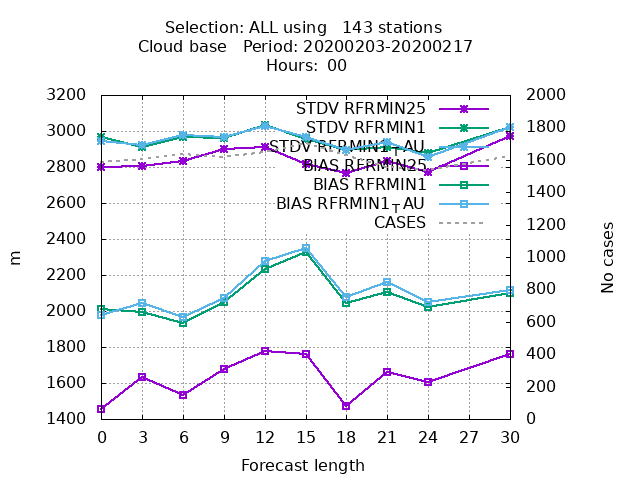 Selection: ALL using 143 stations
Cloud base Period: 20200203-20200217
Hours: 00
3200
3000
2800
2600
2400
2200
2000
1800
1600
1400
m
STDV RFRMIN25
STDV RFRMIN1
STDV RFRMIN1TAU
BIAS RFRMIN25
BIAS RFRMIN1
BIAS RFRMIN1TAU
CASES
2000
1800
1600
1400
1200
1000
800
600
400
200
0
No cases
0 3 6 9 12 15 18 21 24 27 30
Forecast length